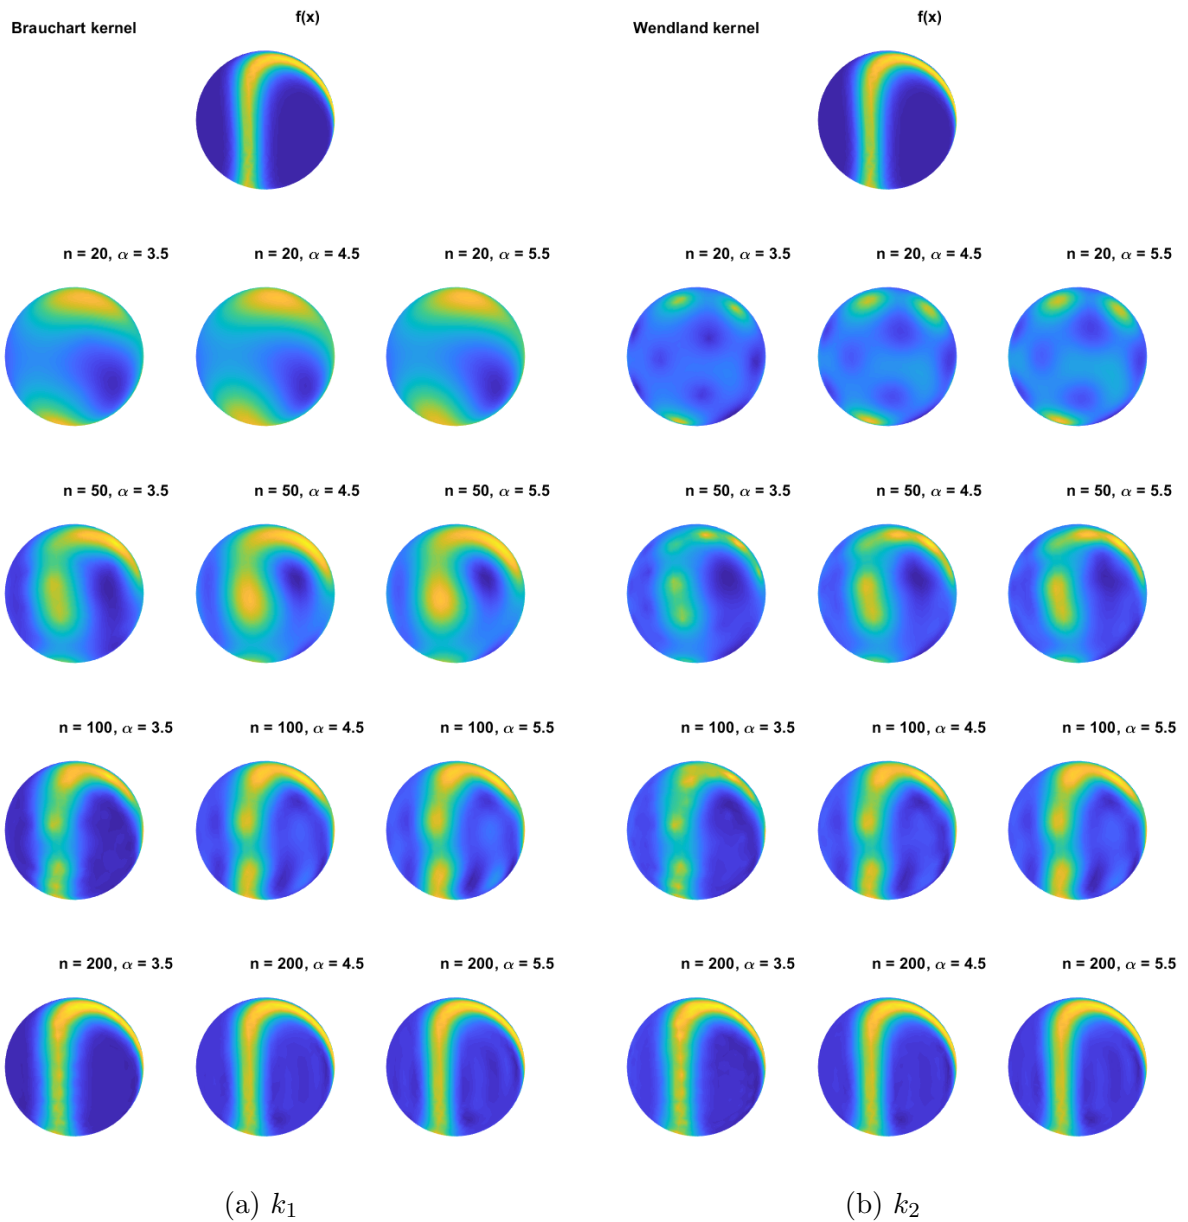 Brauchart kernel
f(x)
n = 20, α = 3.5
n = 20, α = 4.5
n = 20, α = 5.5
n = 50, α = 3.5
n = 50, α = 4.5
n = 50, α = 5.5
n = 100, α = 3.5
n = 100, α = 4.5
n = 100, α = 5.5
n = 200, α = 3.5
n = 200, α = 4.5
n = 200, α = 5.5
(a) k₁
Wendland kernel
f(x)
n = 20, α = 3.5
n = 20, α = 4.5
n = 20, α = 5.5
n = 50, α = 3.5
n = 50, α = 4.5
n = 50, α = 5.5
n = 100, α = 3.5
n = 100, α = 4.5
n = 100, α = 5.5
n = 200, α = 3.5
n = 200, α = 4.5
n = 200, α = 5.5
(b) k₂